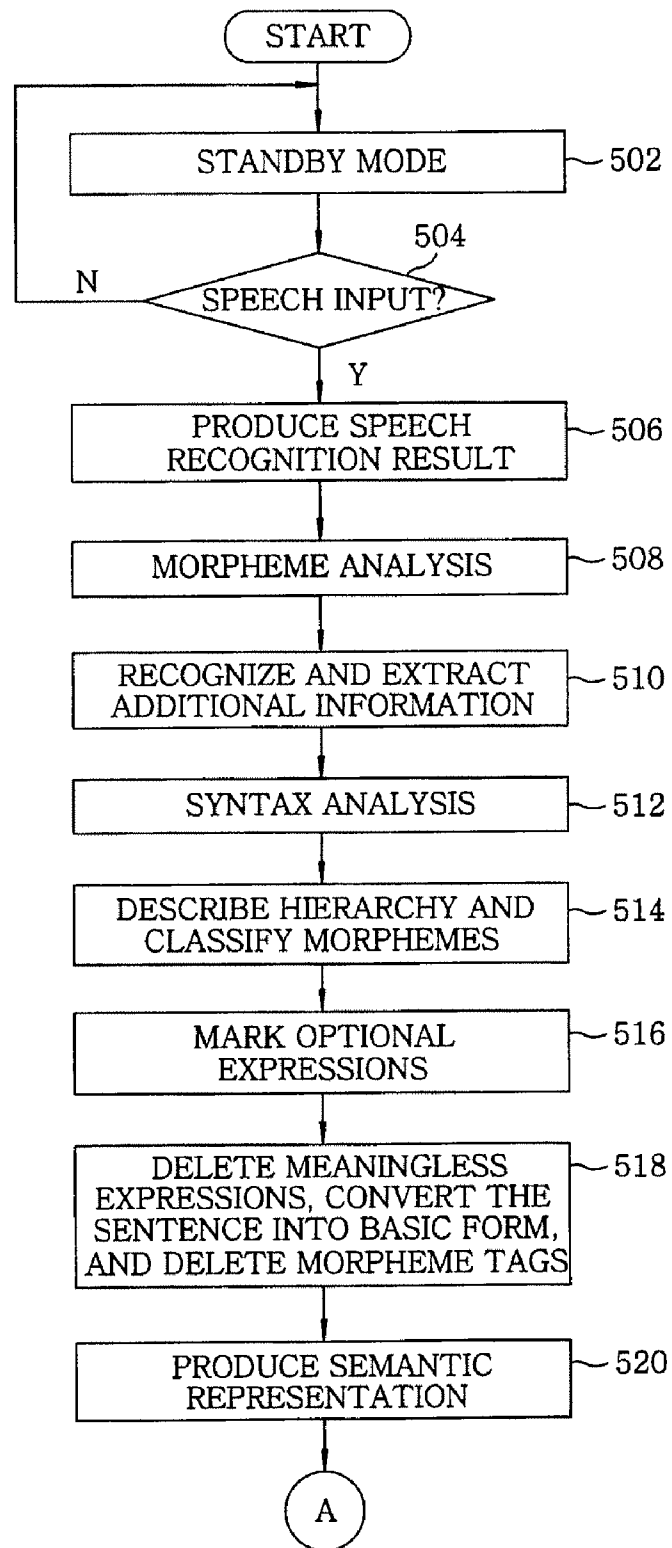 START
STANDBY MODE
502
504
N
SPEECH INPUT?
Y
PRODUCE SPEECH
RECOGNITION RESULT
506
MORPHEME ANALYSIS
508
RECOGNIZE AND EXTRACT
ADDITIONAL INFORMATION
510
SYNTAX ANALYSIS
512
DESCRIBE HIERARCHY AND
CLASSIFY MORPHEMES
514
MARK OPTIONAL
EXPRESSIONS
516
DELETE MEANINGLESS
EXPRESSIONS, CONVERT THE
SENTENCE INTO BASIC FORM,
AND DELETE MORPHEME TAGS
518
PRODUCE SEMANTIC
REPRESENTATION
520
A